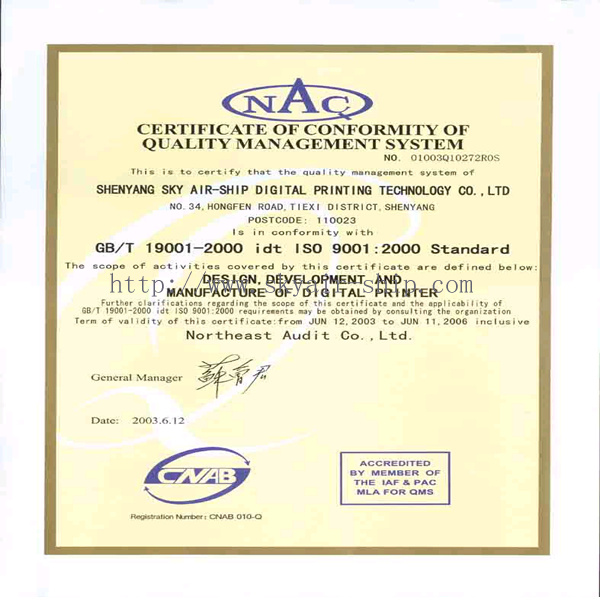 NAQ
CERTIFICATE OF CONFORMITY OF
QUALITY MANAGEMENT SYSTEM
NO. 01003Q10272R0S
This is to certify that the quality management system of
SHENYANG SKY AIR-SHIP DIGITAL PRINTING TECHNOLOGY CO.,LTD
NO.34,HONGFEN ROAD,TIEXI DISTRICT,SHENYANG
POSTCODE: 110023
Is in conformity with
GB/T 19001-2000 idt ISO 9001:2000 Standard
The scope of activities covered by this certificate are defined below:
DESIGN, DEVELOPMENT AND
http://www.skyair-ship.com
MANUFACTURE OF DIGITAL PRINTER
Further clarifications regarding the scope of this certificate and the applicability of
GB/T 19001-2000 idt ISO 9001:2000 requirements may be obtained by consulting the organization
Term of validity of this certificate:from JUN 12,2003 to JUN 11,2006 inclusive
Northeast Audit Co.,Ltd.
General Manager
Date: 2003.6.12
CNAB
Registration Number: CNAB 010-Q
ACCREDITED
BY MEMBER OF
THE IAF & PAC
MLA FOR QMS